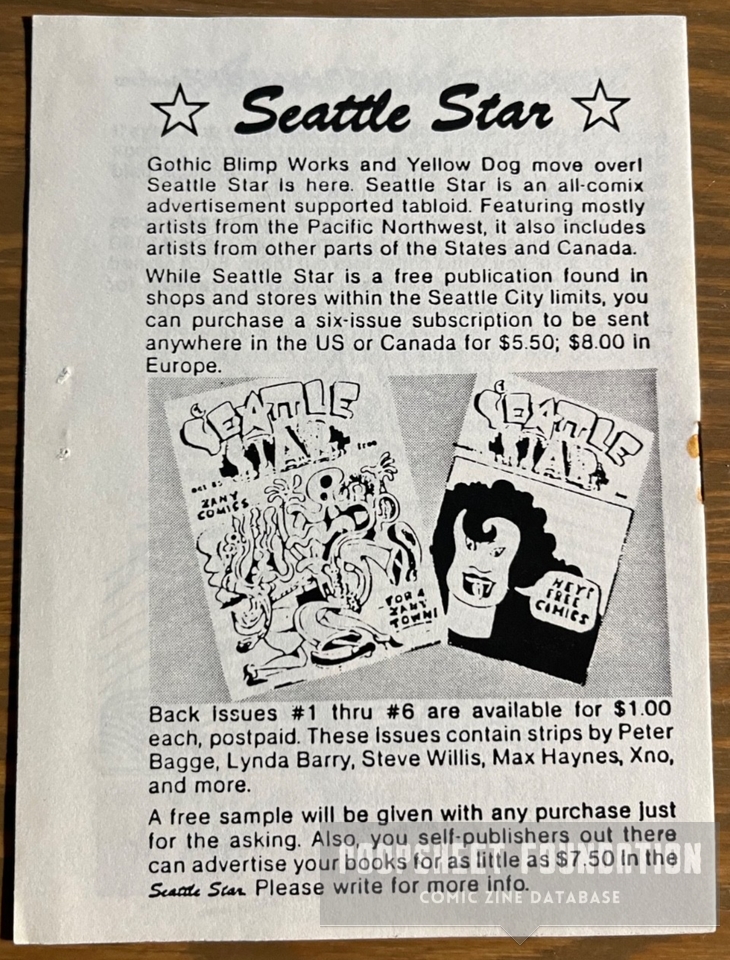 Seattle Star
Gothic Blimp Works and Yellow Dog move over!
Seattle Star is here. Seattle Star is an all-comix
advertisement supported tabloid. Featuring mostly
artists from the Pacific Northwest, it also includes
artists from other parts of the States and Canada.
While Seattle Star is a free publication found in
shops and stores within the Seattle City limits, you
can purchase a six-issue subscription to be sent
anywhere in the US or Canada for $5.50; $8.00 in
Europe.
SEATTLE
STAR
free
ZANY
COMICS
FOR A
ZANY
TOWN!
SEATTLE
STAR
HEY!
FREE
COMICS
Back issues #1 thru #6 are available for $1.00
each, postpaid. These issues contain strips by Peter
Bagge, Lynda Barry, Steve Willis, Max Haynes, Xno,
and more.
A free sample will be given with any purchase just
for the asking. Also, you self-publishers out there
can advertise your books for as little as $7.50 in the
Seattle Star. Please write for more info.
POOPSHEET FOUNDATION
COMIC ZINE DATABASE